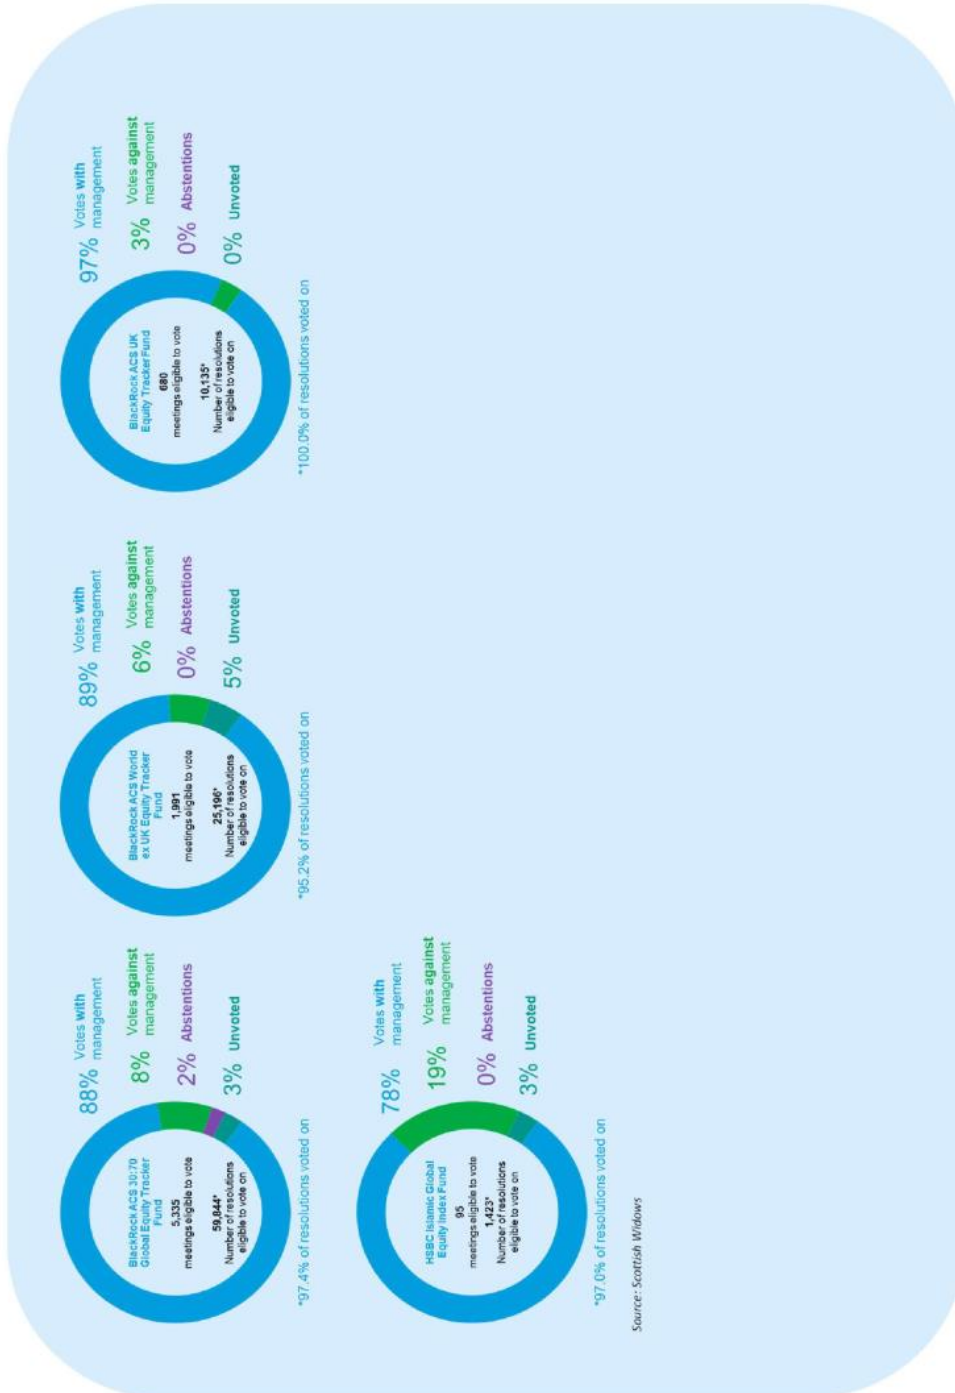 BlackRock ACS 30:70
Global Equity Tracker
Fund
5,335
meetings eligible to vote
59,844*
Number of resolutions
eligible to vote on
88% Votes with
management
8% Votes against
management
2% Abstentions
3% Unvoted
*97.4% of resolutions voted on
BlackRock ACS World
ex UK Equity Tracker
Fund
1,991
meetings eligible to vote
25,196*
Number of resolutions
eligible to vote on
89% Votes with
management
6% Votes against
management
0% Abstentions
5% Unvoted
*95.2% of resolutions voted on
BlackRock ACS UK
Equity Tracker Fund
680
meetings eligible to vote
10,135*
Number of resolutions
eligible to vote on
97% Votes with
management
3% Votes against
management
0% Abstentions
0% Unvoted
*100.0% of resolutions voted on
HSBC Islamic Global
Equity Index Fund
95
meetings eligible to vote
1,423*
Number of resolutions
eligible to vote on
78% Votes with
management
19% Votes against
management
0% Abstentions
3% Unvoted
*97.0% of resolutions voted on
Source: Scottish Widows